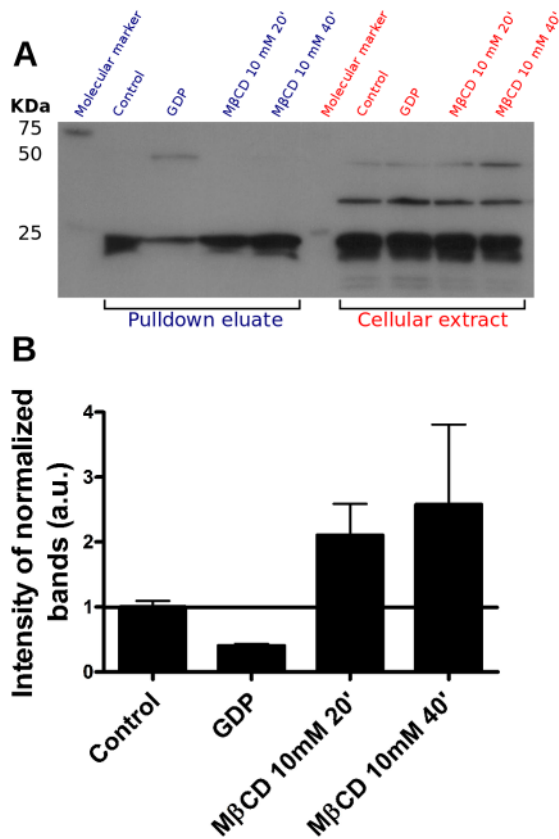 A
Molecular marker
Control
GDP
MβCD 10 mM 20'
MβCD 10 mM 40'
Molecular marker
Control
GDP
MβCD 10 mM 20'
MβCD 10 mM 40'
KDa
75
50
25
Pulldown eluate
Cellular extract
B
Intensity of normalized
bands (a.u.)
4
3
2
1
0
Control
GDP
MβCD 10mM 20'
MβCD 10mM 40'